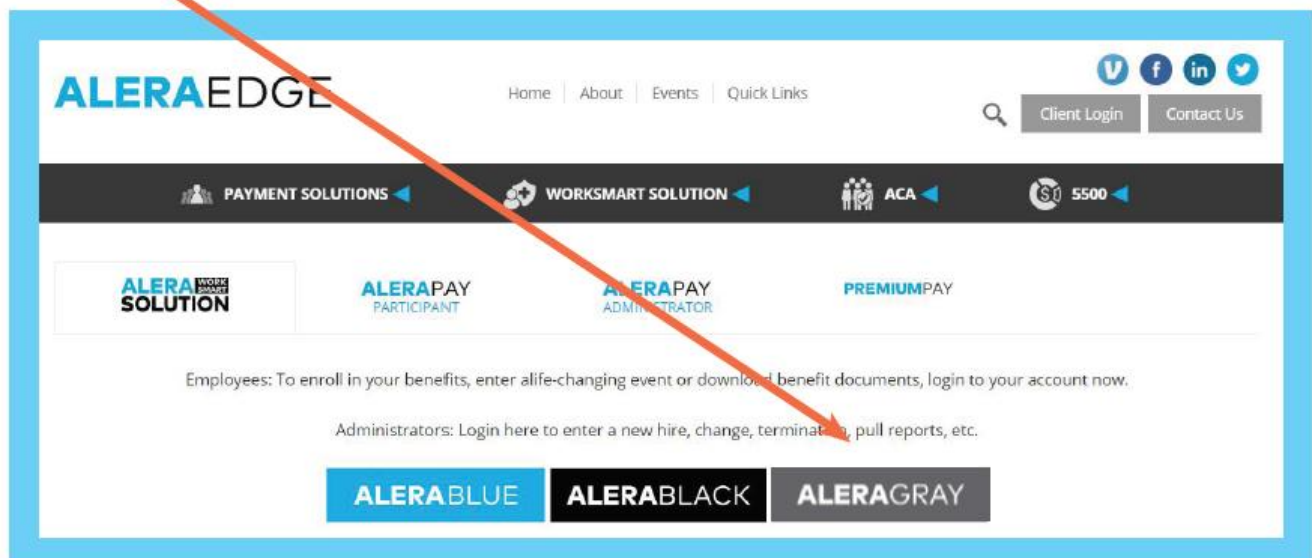 ALERAEDGE
Home About Events Quick Links
Client Login Contact Us
PAYMENT SOLUTIONS WORKSMART SOLUTION ACA 5500
ALERA WORK SMART SOLUTION
ALERAPAY PARTICIPANT
ALERAPAY ADMINISTRATOR
PREMIUMPAY
Employees: To enroll in your benefits, enter alife-changing event or download benefit documents, login to your account now.
Administrators: Login here to enter a new hire, change, termination, pull reports, etc.
ALERABLUE ALERABLACK ALERAGRAY